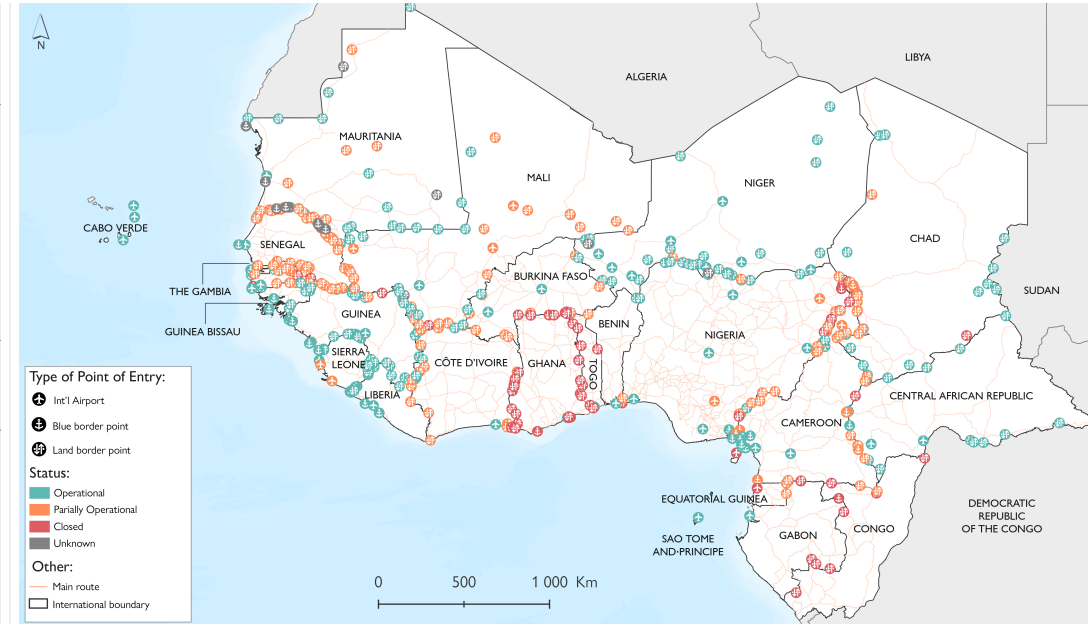 N
ALGERIA
LIBYA
MAURITANIA
MALI
NIGER
CABO VERDE
SENEGAL
CHAD
BURKINA FASO
THE GAMBIA
SUDAN
GUINEA
BENIN
GUINEA BISSAU
NIGERIA
SIERRA
LEONE
CÔTE D'IVOIRE
GHANA
TOGO
LIBERIA
CENTRAL AFRICAN REPUBLIC
CAMEROON
EQUATORIAL GUINEA
DEMOCRATIC
REPUBLIC
OF THE CONGO
SAO TOME
AND-PRINCIPE
GABON
CONGO
Type of Point of Entry:
Int'l Airport
Blue border point
Land border point
Status:
Operational
Parially Operational
Closed
Unknown
Other:
Main route
International boundary
0 500 1 000 Km